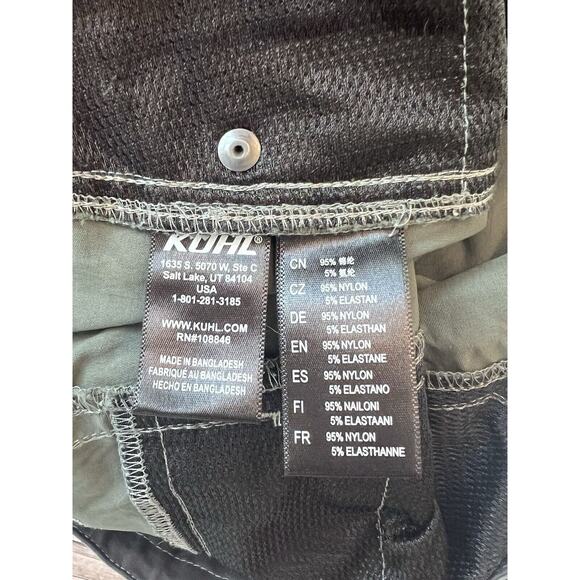 KÜHL®
1635 S. 5070 W, Ste C
Salt Lake, UT 84104
USA
1-801-281-3185
WWW.KUHL.COM
RN#108846
MADE IN BANGLADESH
FABRIQUÉ AU BANGLADESH
HECHO EN BANGLADESH
CN 95% 锦纶
5% 氨纶
CZ 95% NYLON
5% ELASTAN
DE 95% NYLON
5% ELASTHAN
EN 95% NYLON
5% ELASTANE
ES 95% NYLON
5% ELASTANO
FI 95% NAILONI
5% ELASTAANI
FR 95% NYLON
5% ELASTHANNE